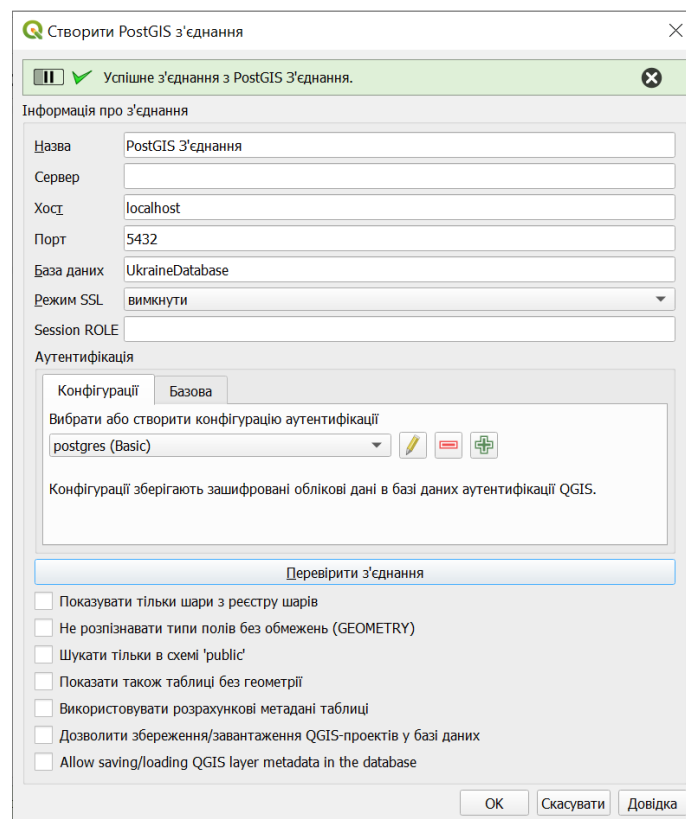 Створити PostGIS з'єднання
Успішне з'єднання з PostGIS З'єднання.
Інформація про з'єднання
Назва PostGIS З'єднання
Сервер
Хост localhost
Порт 5432
База даних UkraineDatabase
Режим SSL вимкнути
Session ROLE
Аутентифікація
Конфігурації Базова
Вибрати або створити конфігурацію аутентифікації
postgres (Basic)
Конфігурації зберігають зашифровані облікові дані в базі даних аутентифікації QGIS.
Перевірити з'єднання
Показувати тільки шари з реєстру шарів
Не розпізнавати типи полів без обмежень (GEOMETRY)
Шукати тільки в схемі 'public'
Показати також таблиці без геометрії
Використовувати розрахункові метадані таблиці
Дозволити збереження/завантаження QGIS-проектів у базі даних
Allow saving/loading QGIS layer metadata in the database
OK Скасувати Довідка